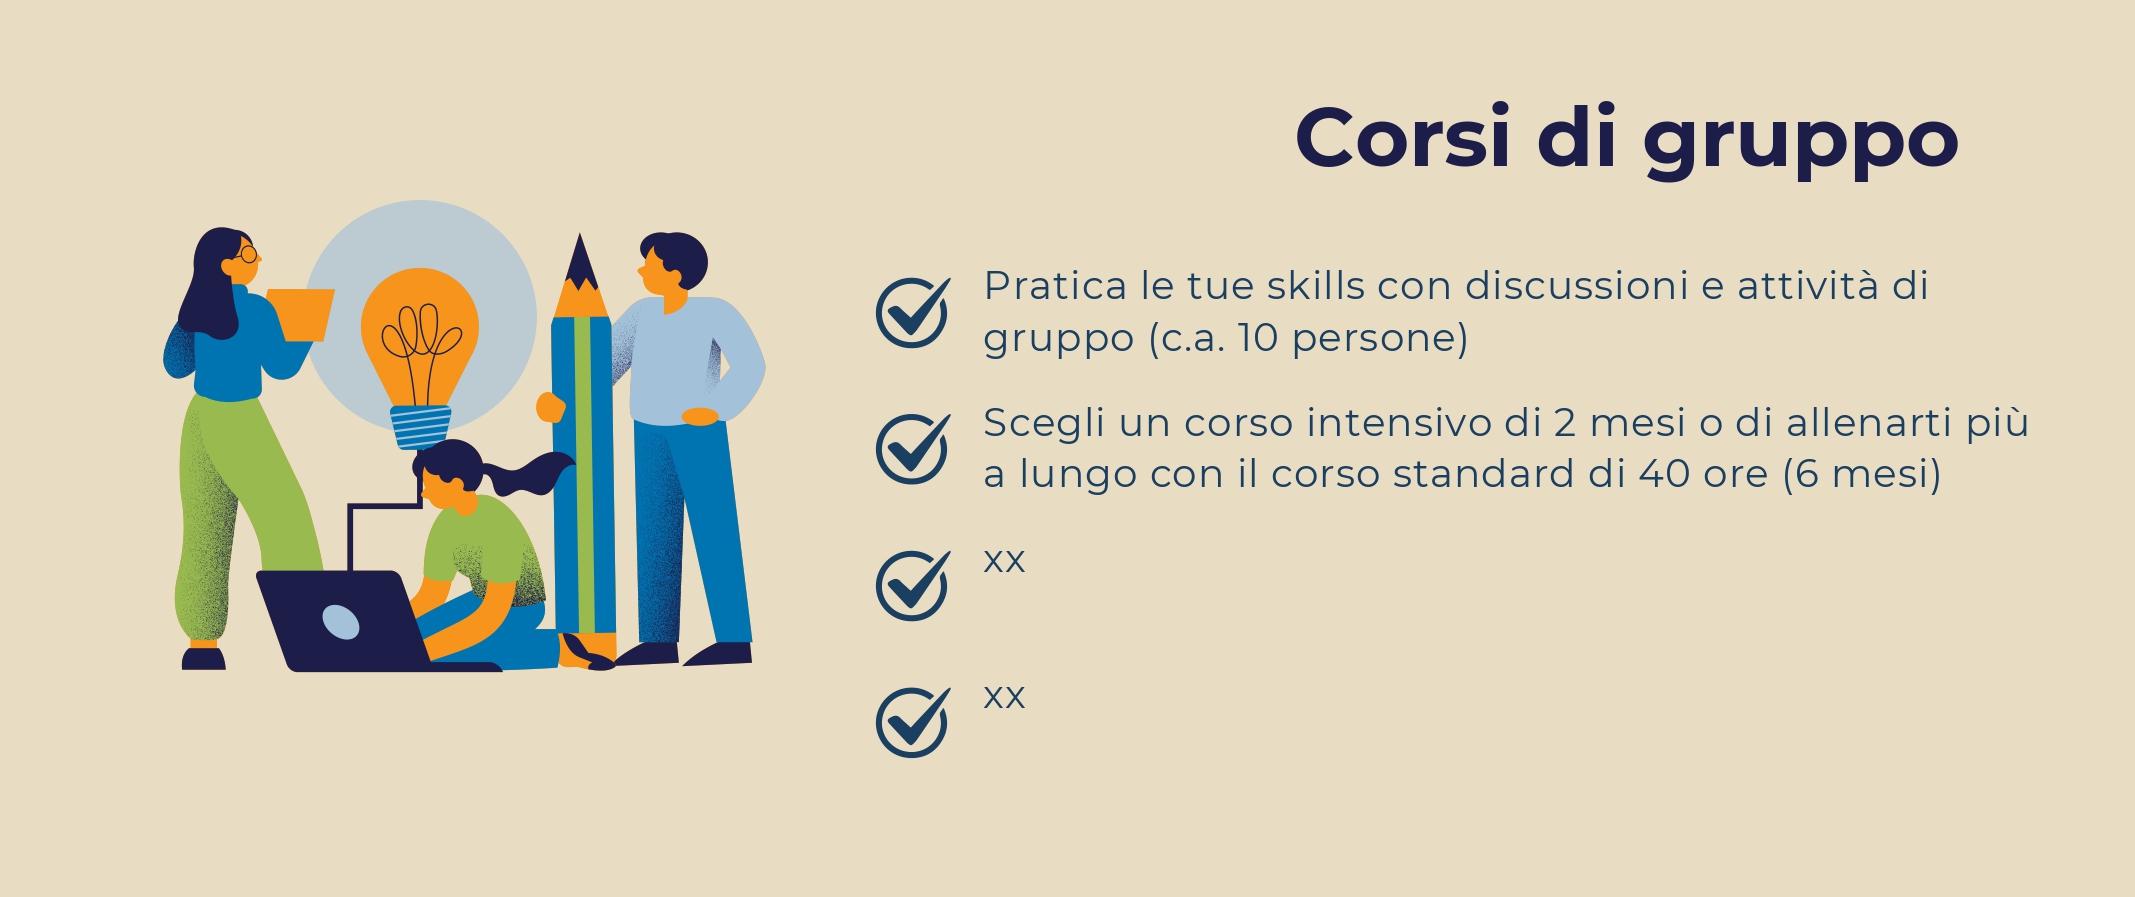 Corsi di gruppo
Pratica le tue skills con discussioni e attività di
gruppo (c.a. 10 persone)
Scegli un corso intensivo di 2 mesi o di allenarti più
a lungo con il corso standard di 40 ore (6 mesi)
xx
xx